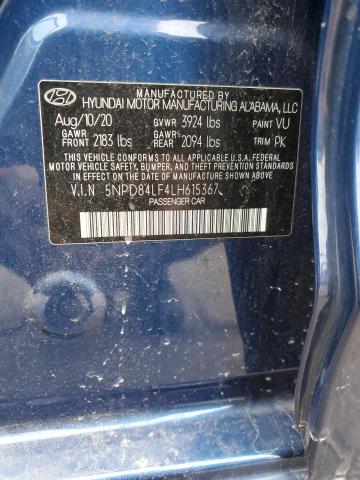 MANUFACTURED BY
HYUNDAI MOTOR MANUFACTURING ALABAMA, LLC
Aug/10/20 GVWR 3924 lbs PAINT VU
GAWR FRONT 2183 lbs GAWR REAR 2094 lbs TRIM PK
THIS VEHICLE CONFORMS TO ALL APPLICABLE U.S. FEDERAL
MOTOR VEHICLE SAFETY, BUMPER, AND THEFT PREVENTION
STANDARDS IN EFFECT ON THE DATE OF MANUFACTURE SHOWN ABOVE.
V.I.N 5NPD84LF4LH615367
PASSENGER CAR